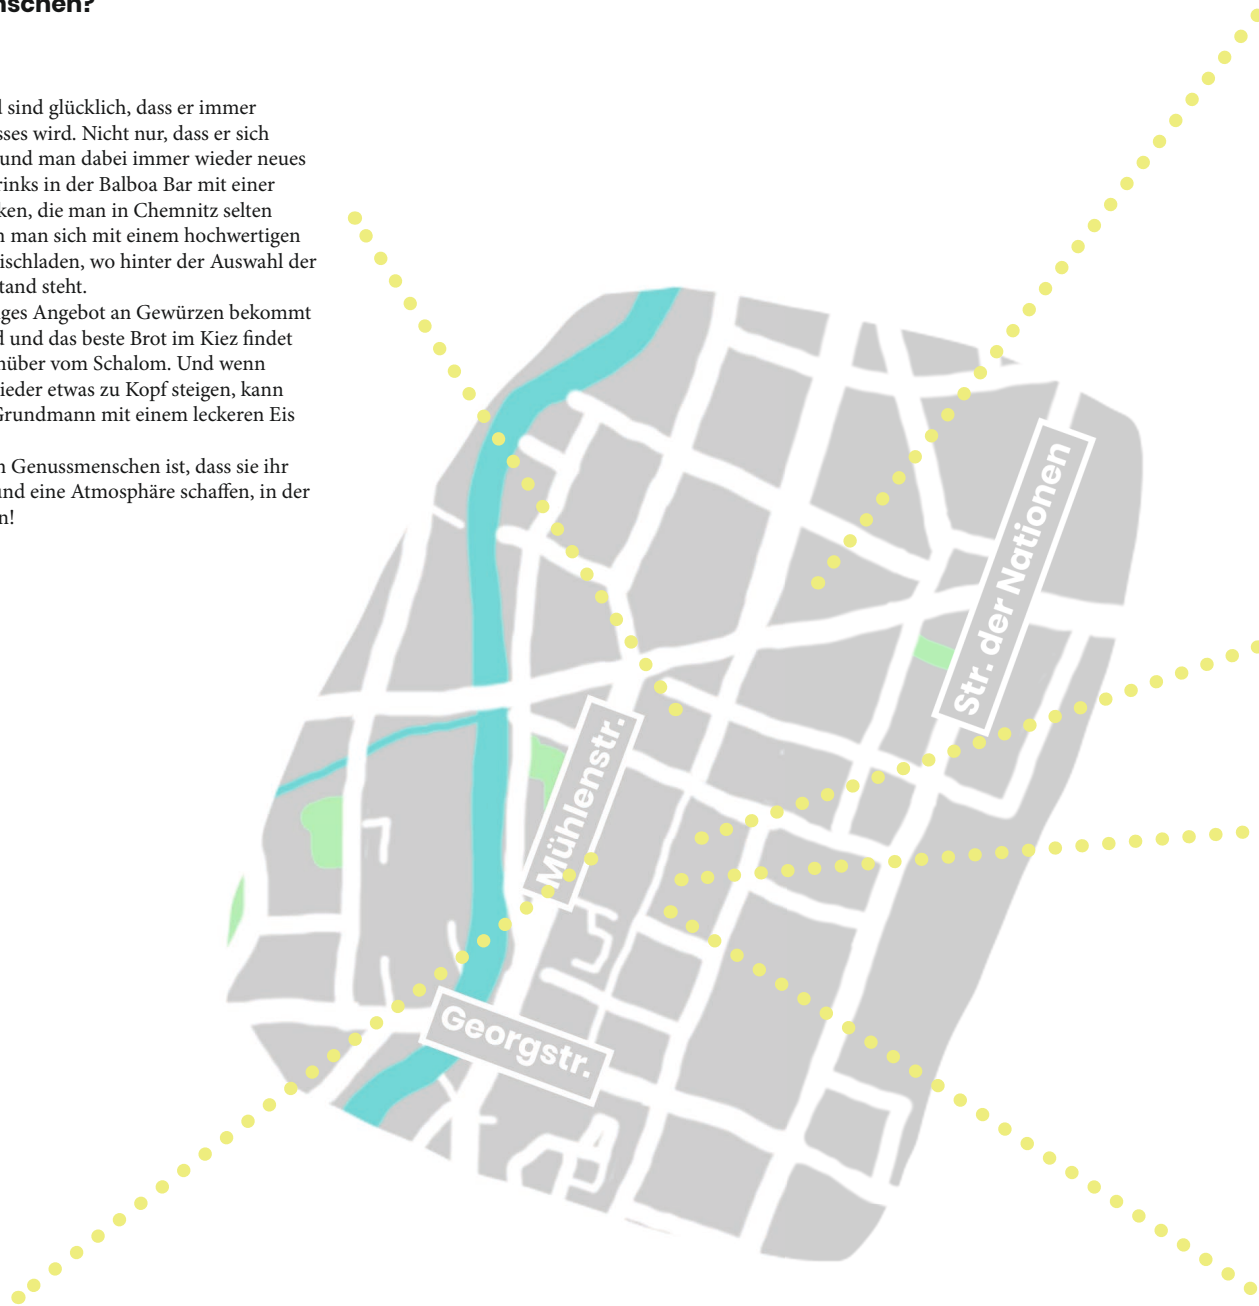 nschen?
sind glücklich, dass er immer
sses wird. Nicht nur, dass er sich
und man dabei immer wieder neues
rinks in der Balboa Bar mit einer
ken, die man in Chemnitz selten
n man sich mit einem hochwertigen
ischladen, wo hinter der Auswahl der
tand steht.
ges Angebot an Gewürzen bekommt
d und das beste Brot im Kiez findet
nüber vom Schalom. Und wenn
ieder etwas zu Kopf steigen, kann
Grundmann mit einem leckeren Eis
n Genussmenschen ist, dass sie ihr
und eine Atmosphäre schaffen, in der
n!
Str. der Nationen
Mühlenstr.
Georgstr.